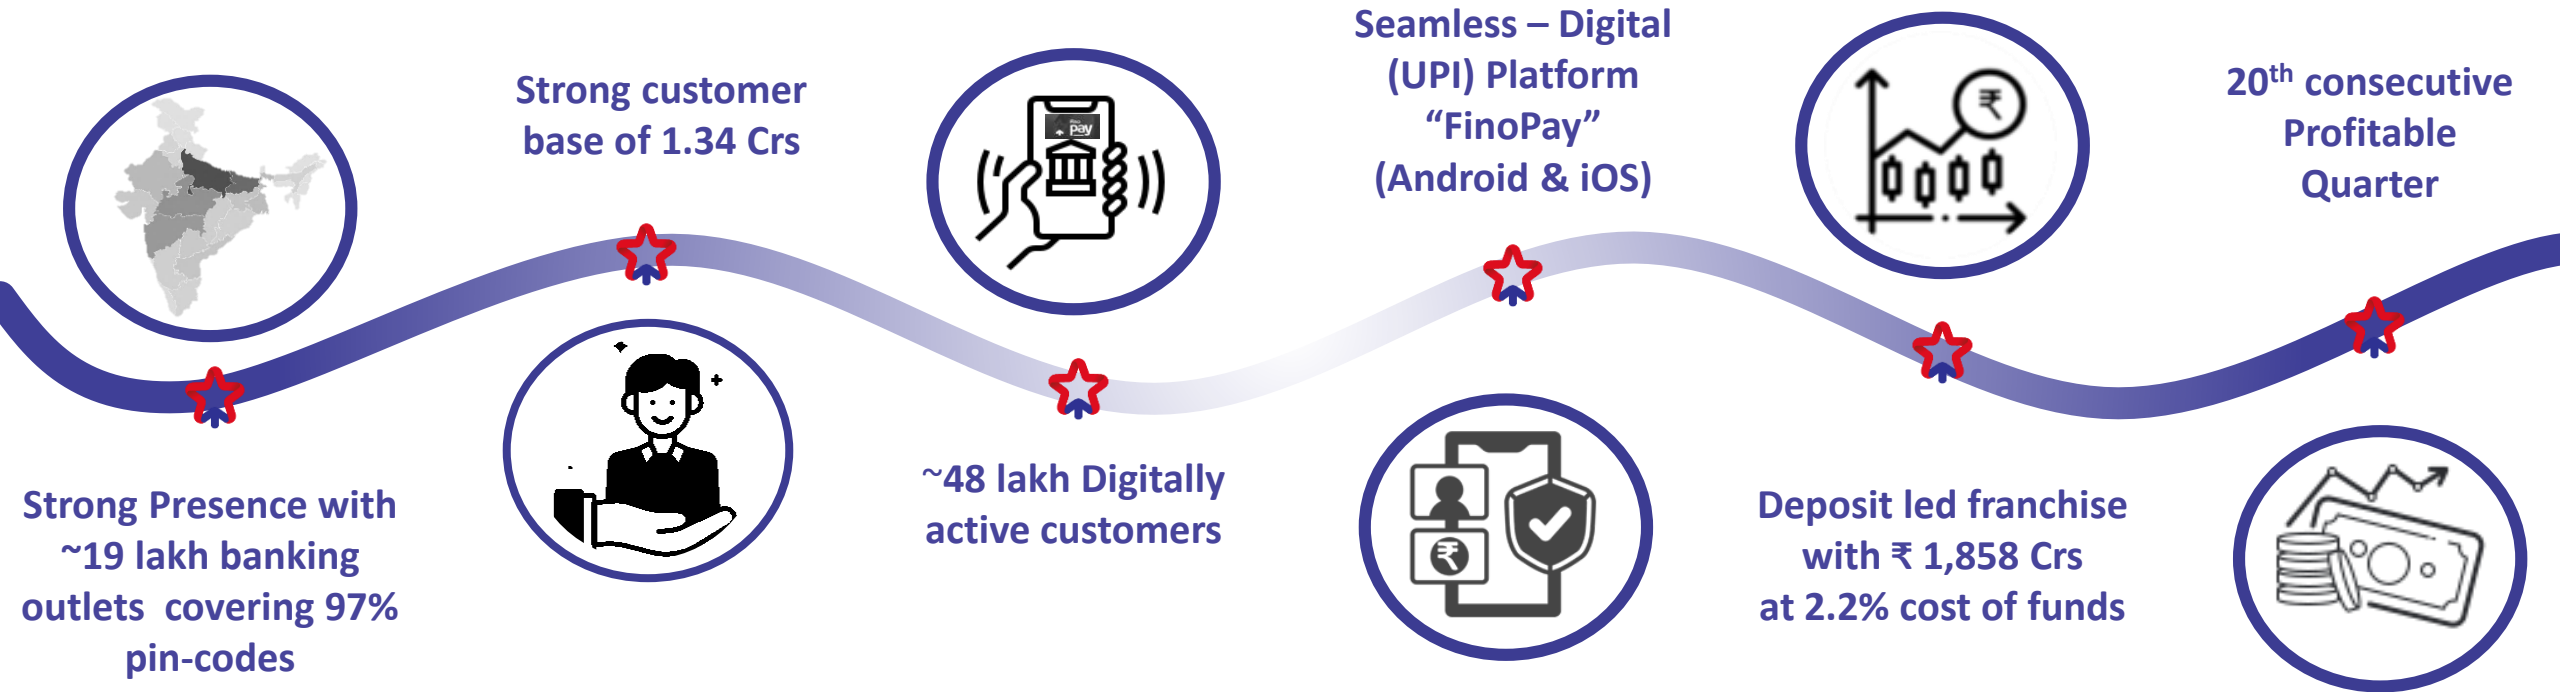 Strong Presence with
~19 lakh banking
outlets covering 97%
pin-codes
Strong customer
base of 1.34 Crs
pay
~48 lakh Digitally
active customers
Seamless – Digital
(UPI) Platform
“FinoPay”
(Android & iOS)
₹
₹
Deposit led franchise
with ₹ 1,858 Crs
at 2.2% cost of funds
20th consecutive
Profitable
Quarter